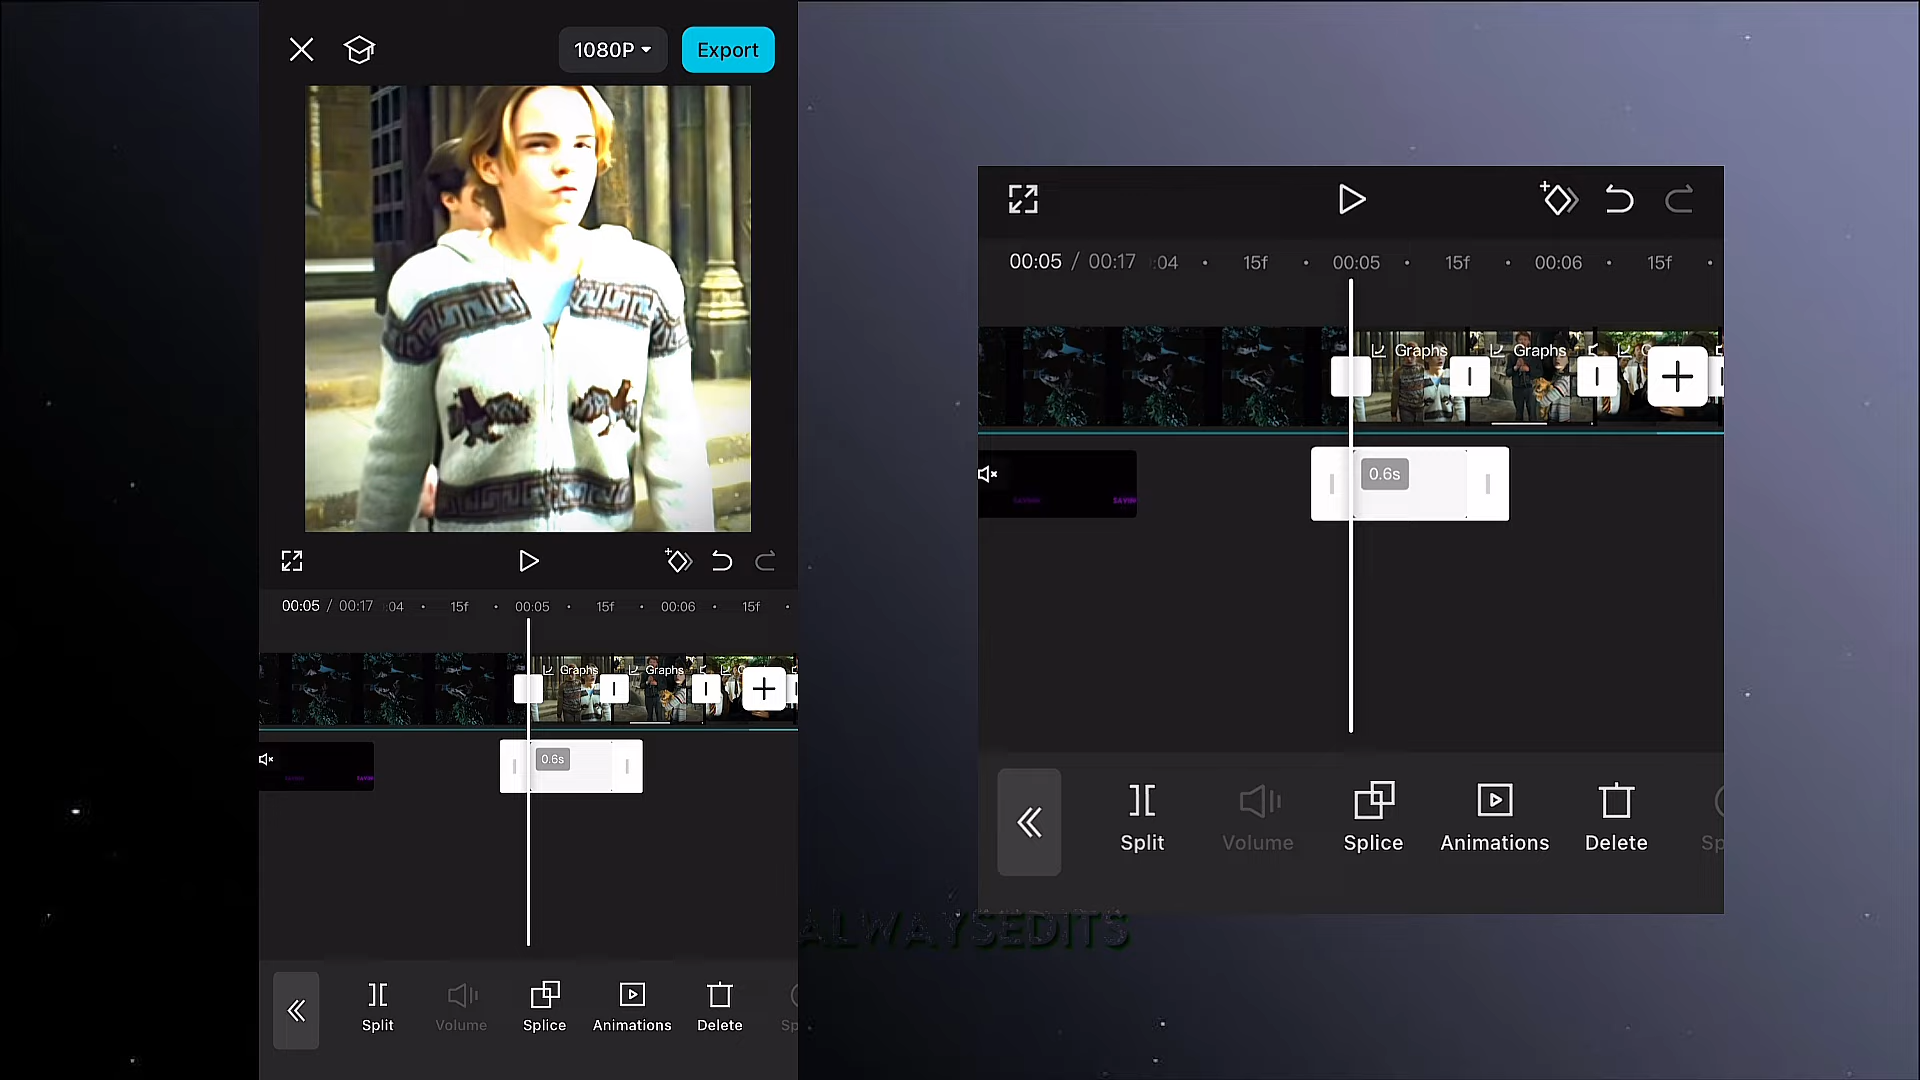 1080P
Export
00:05 / 00:17 :04 15f 00:05 15f 00:06 15f
Graphs Graphs
0.6s
Split Volume Splice Animations Delete Sp
00:05 / 00:17 :04 15f 00:05 15f 00:06 15f
Graphs Graphs
0.6s
Split Volume Splice Animations Delete Sp
ALWAYSEDITS